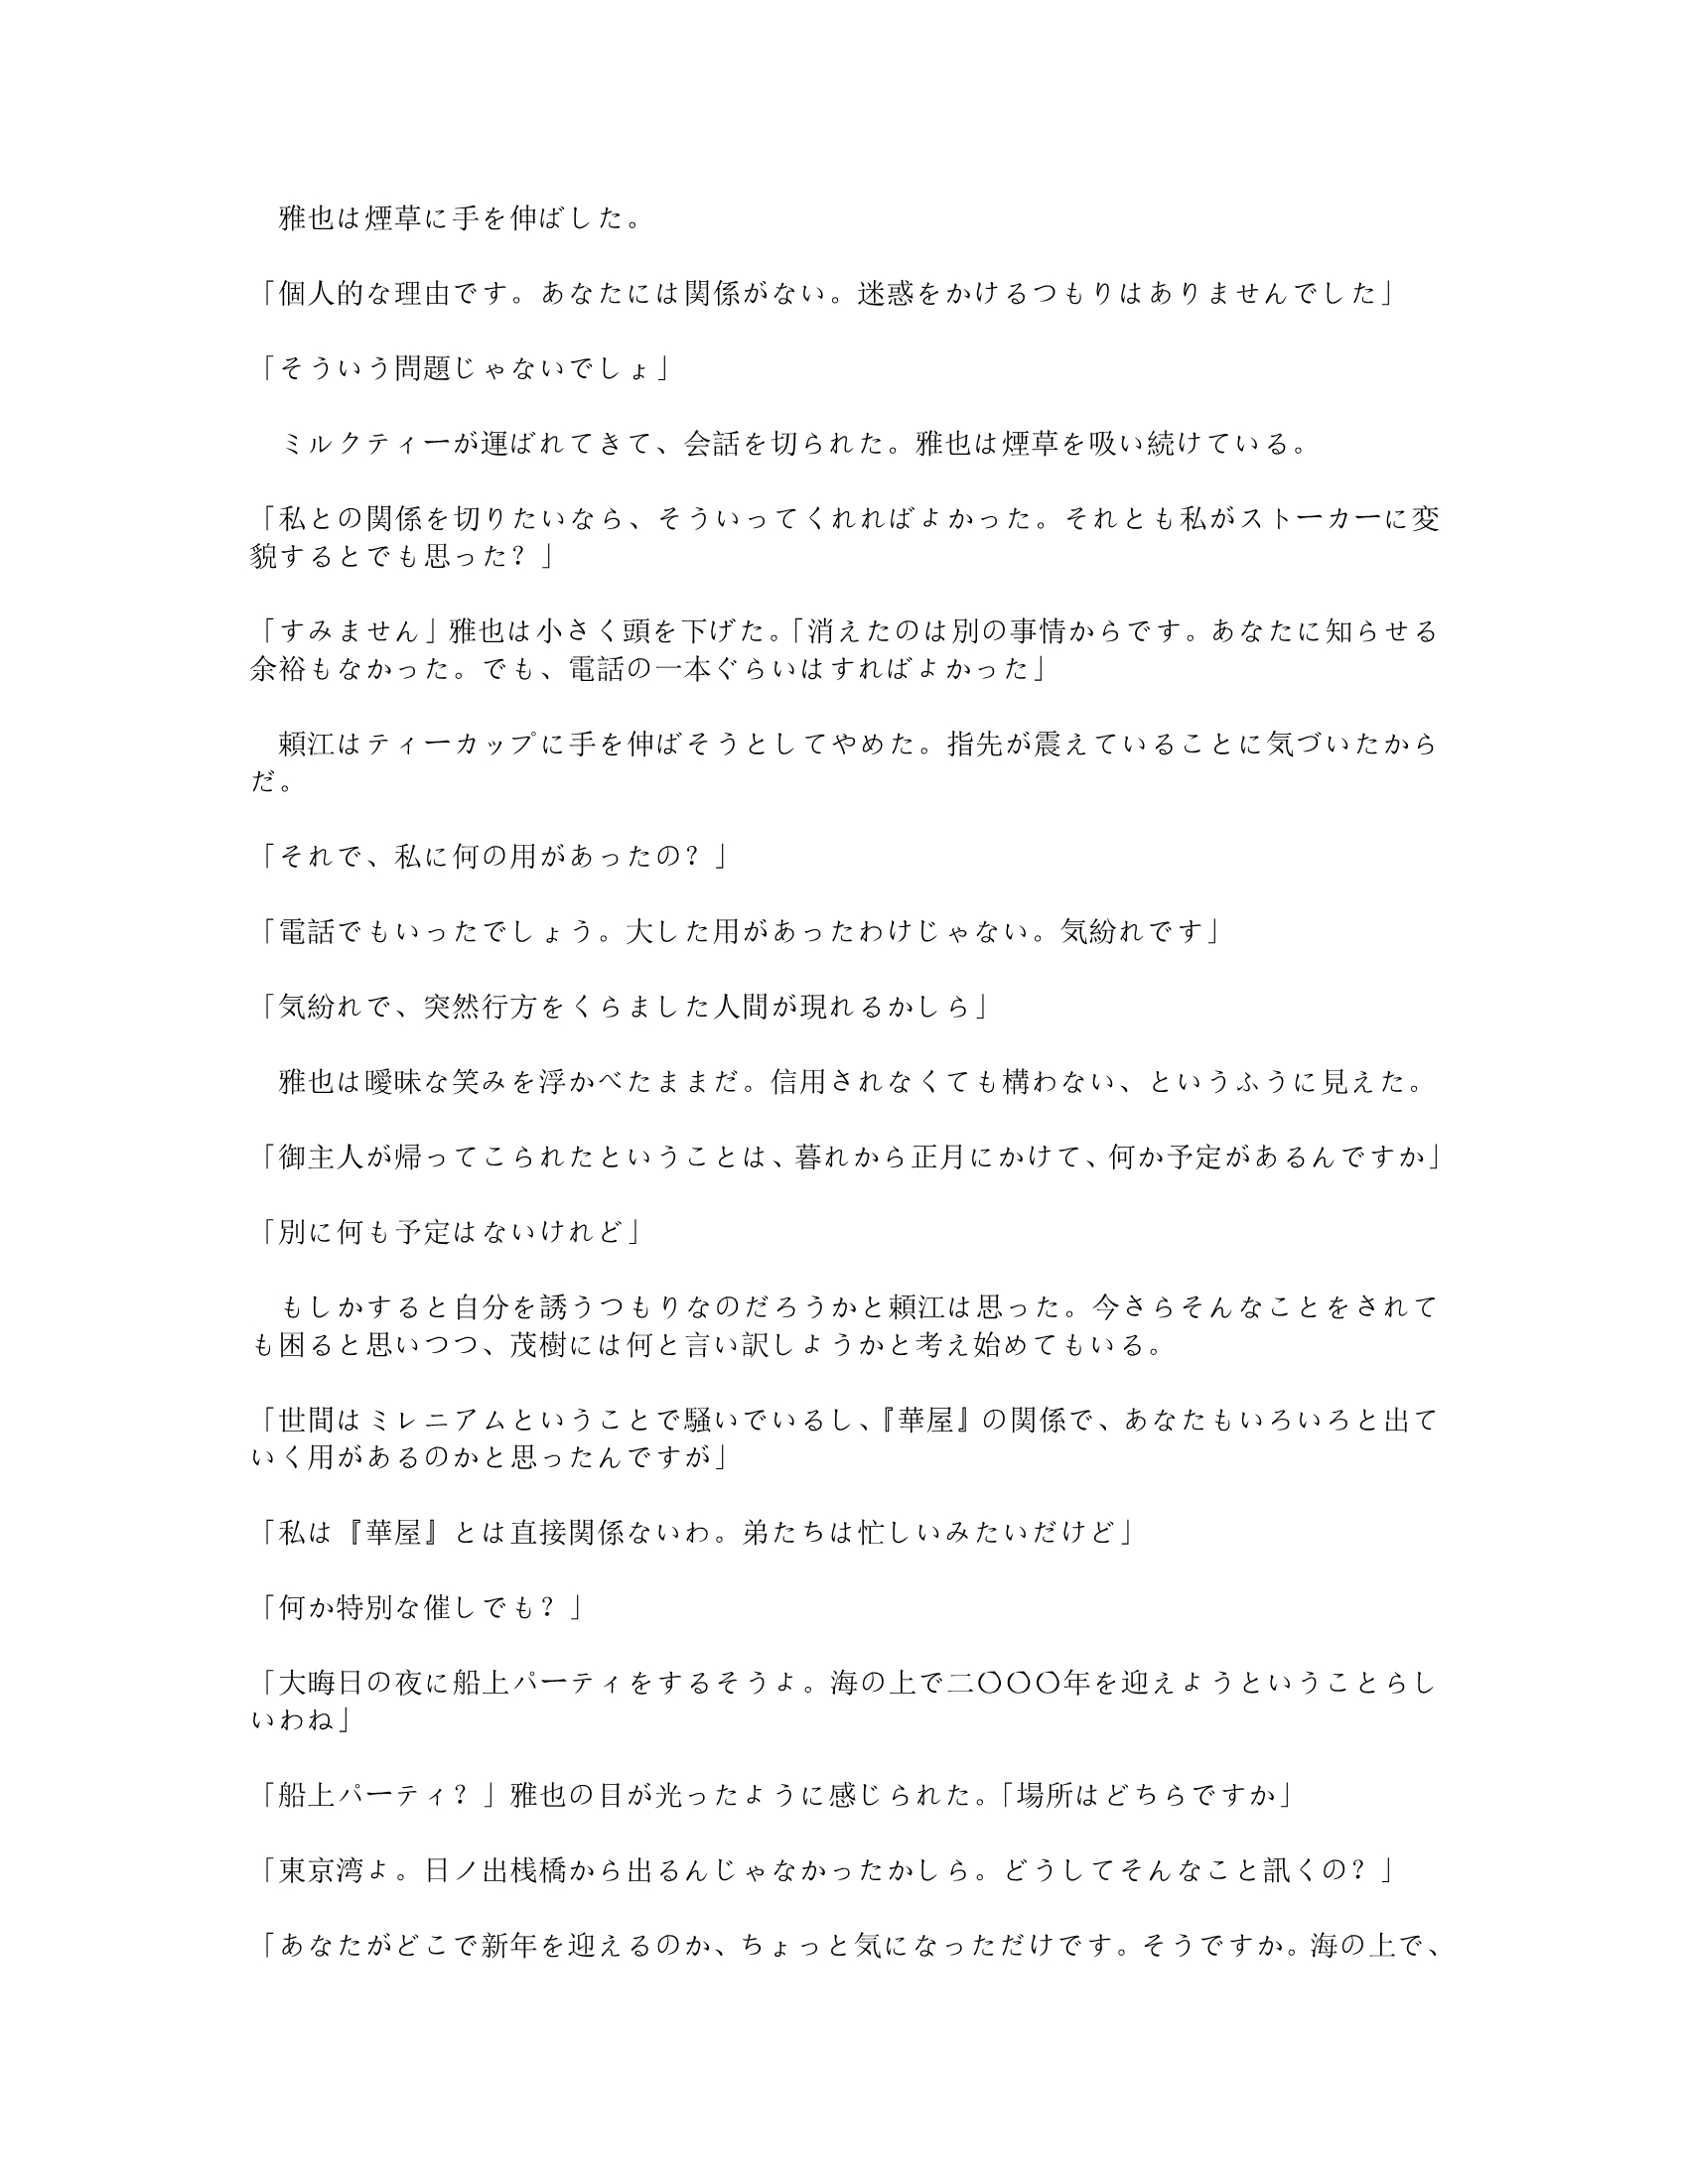 雅也は煙草に手を伸ばした。
「個人的な理由です。あなたには関係がない。迷惑をかけるつもりはありませんでした」
「そういう問題じゃないでしょ」
　ミルクティーが運ばれてきて、会話を切られた。雅也は煙草を吸い続けている。
「私との関係を切りたいなら、そういってくれればよかった。それとも私がストーカーに変
貌するとでも思った？」
「すみません」雅也は小さく頭を下げた。「消えたのは別の事情からです。あなたに知らせる
余裕もなかった。でも、電話の一本ぐらいはすればよかった」
　頼江はティーカップに手を伸ばそうとしてやめた。指先が震えていることに気づいたから
だ。
「それで、私に何の用があったの？」
「電話でもいったでしょう。大した用があったわけじゃない。気紛れです」
「気紛れで、突然行方をくらました人間が現れるかしら」
　雅也は曖昧な笑みを浮かべたままだ。信用されなくても構わない、というふうに見えた。
「御主人が帰ってこられたということは、暮れから正月にかけて、何か予定があるんですか」
「別に何も予定はないけれど」
　もしかすると自分を誘うつもりなのだろうかと頼江は思った。今さらそんなことをされて
も困ると思いつつ、茂樹には何と言い訳しようかと考え始めてもいる。
「世間はミレニアムということで騒いでいるし、『華屋』の関係で、あなたもいろいろと出て
いく用があるのかと思ったんですが」
「私は『華屋』とは直接関係ないわ。弟たちは忙しいみたいだけど」
「何か特別な催しでも？」
「大晦日の夜に船上パーティをするそうよ。海の上で二〇〇〇年を迎えようということらし
いわね」
「船上パーティ？」雅也の目が光ったように感じられた。「場所はどちらですか」
「東京湾よ。日ノ出桟橋から出るんじゃなかったかしら。どうしてそんなこと訊くの？」
「あなたがどこで新年を迎えるのか、ちょっと気になっただけです。そうですか。海の上で、